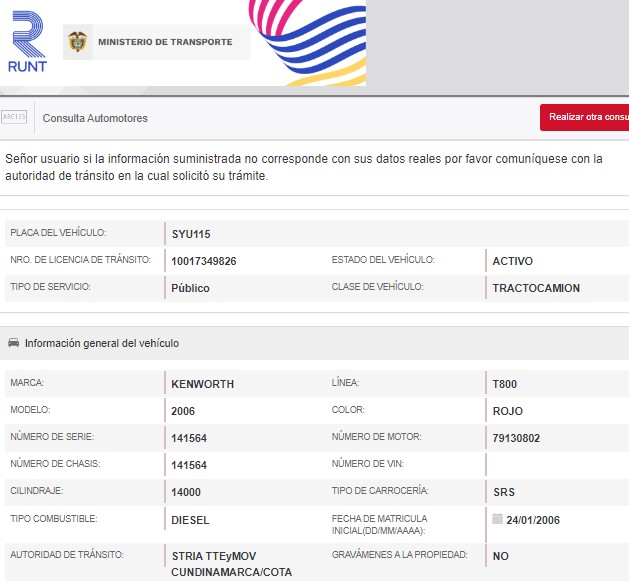 RUNT
MINISTERIO DE TRANSPORTE
ABC123
Consulta Automotores
Realizar otra consu
Señor usuario si la información suministrada no corresponde con sus datos reales por favor comuníquese con la
autoridad de tránsito en la cual solicitó su trámite.
PLACA DEL VEHÍCULO: SYU115
NRO. DE LICENCIA DE TRÁNSITO: 10017349826 ESTADO DEL VEHÍCULO: ACTIVO
TIPO DE SERVICIO: Público CLASE DE VEHÍCULO: TRACTOCAMION
Información general del vehículo
MARCA: KENWORTH LÍNEA: T800
MODELO: 2006 COLOR: ROJO
NÚMERO DE SERIE: 141564 NÚMERO DE MOTOR: 79130802
NÚMERO DE CHASIS: 141564 NÚMERO DE VIN:
CILINDRAJE: 14000 TIPO DE CARROCERÍA: SRS
TIPO COMBUSTIBLE: DIESEL FECHA DE MATRICULA
INICIAL(DD/MM/AAAA): 24/01/2006
AUTORIDAD DE TRÁNSITO: STRIA TTEyMOV
CUNDINAMARCA/COTA
GRAVÁMENES A LA PROPIEDAD: NO